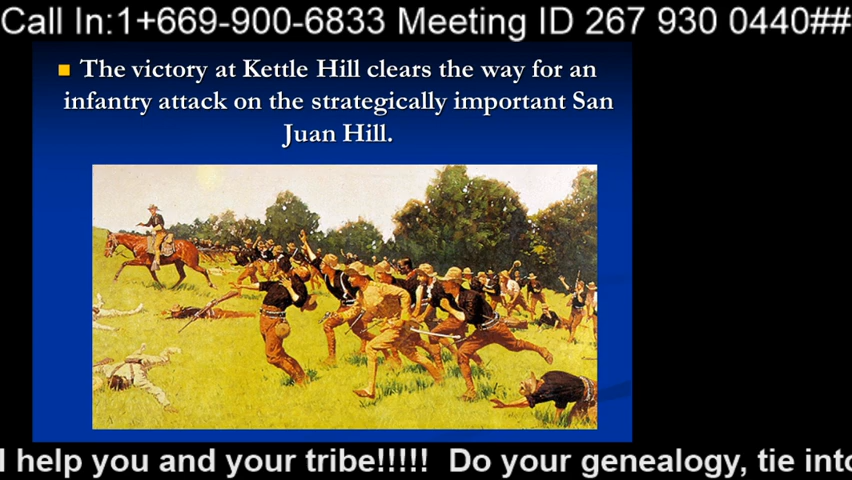 Call In:1+669-900-6833 Meeting ID 267 930 0440##
The victory at Kettle Hill clears the way for an
infantry attack on the strategically important San
Juan Hill.
help you and your tribe!!!!! Do your genealogy, tie into